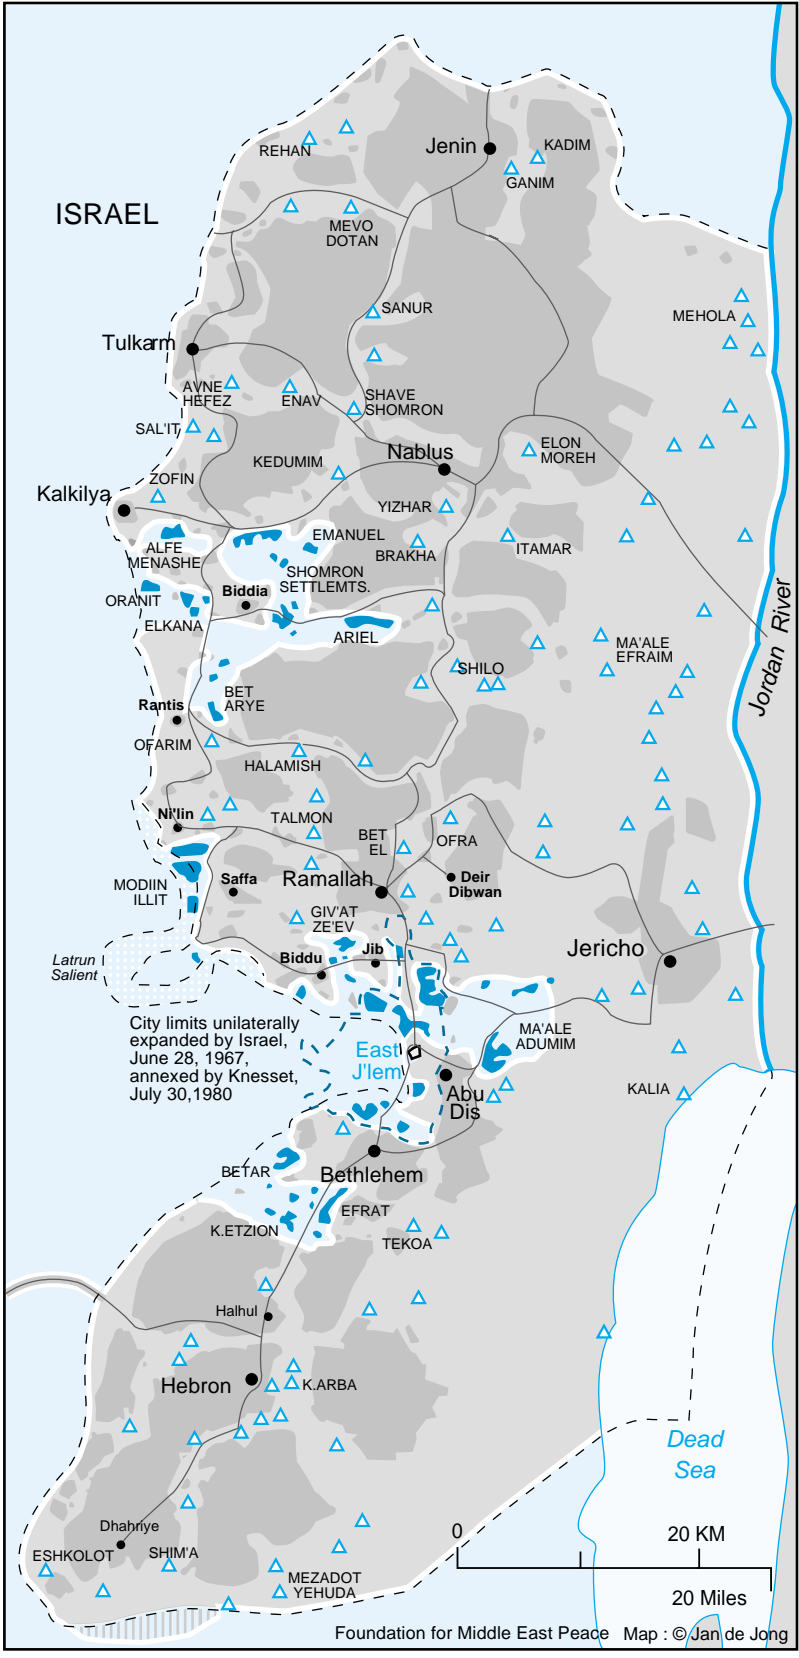 REHAN
Jenin
KADIM
GANIM
ISRAEL
MEVO
DOTAN
SANUR
MEHOLA
Tulkarm
AVNE
HEFEZ
ENAV
SHAVE
SHOMRON
SAL'IT
ELON
MOREH
KEDUMIM
Nablus
ZOFIN
Kalkilya
YIZHAR
EMANUEL
BRAKHA
ITAMAR
ALFE
MENASHE
SHOMRON
SETTLEMTS.
ORANIT
Biddia
ELKANA
ARIEL
MA'ALE
EFRAIM
Jordan River
SHILO
BET
ARYE
Rantis
OFARIM
HALAMISH
Ni'lin
TALMON
BET
EL
OFRA
MODIIN
ILLIT
Saffa
Ramallah
Deir
Dibwan
GIV'AT
ZE'EV
Jericho
Latrun
Salient
Biddu
Jib
City limits unilaterally
expanded by Israel,
June 28, 1967,
annexed by Knesset,
July 30,1980
East
J'lem
MA'ALE
ADUMIM
Abu
Dis
KALIA
BETAR
Bethlehem
EFRAT
K.ETZION
TEKOA
Halhul
Hebron
K.ARBA
Dead
Sea
Dhahriye
ESHKOLOT
SHIM'A
MEZADOT
YEHUDA
0
20 KM
20 Miles
Foundation for Middle East Peace Map : © Jan de Jong